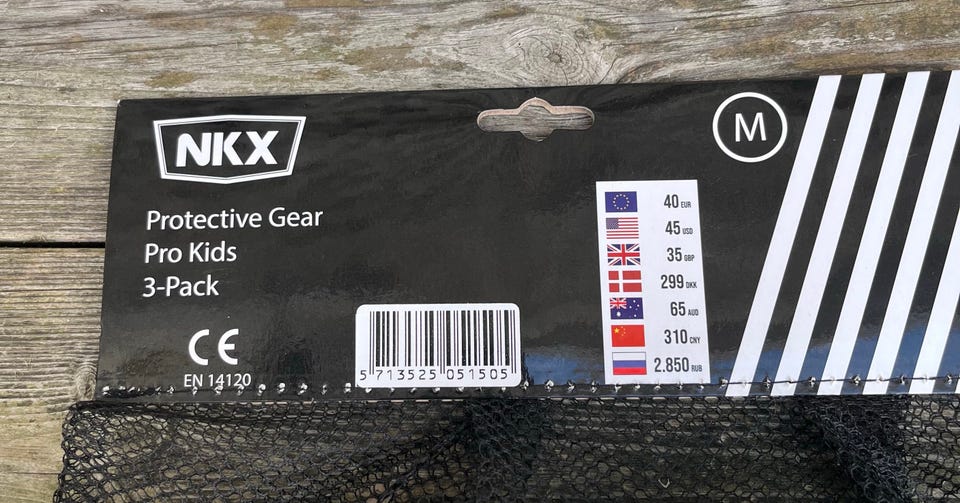 NKX
M
Protective Gear
Pro Kids
3-Pack
CE
EN 14120
5 713525 051505
40 EUR
45 USD
35 GBP
299 DKK
65 AUD
310 CNY
2.850 RUB